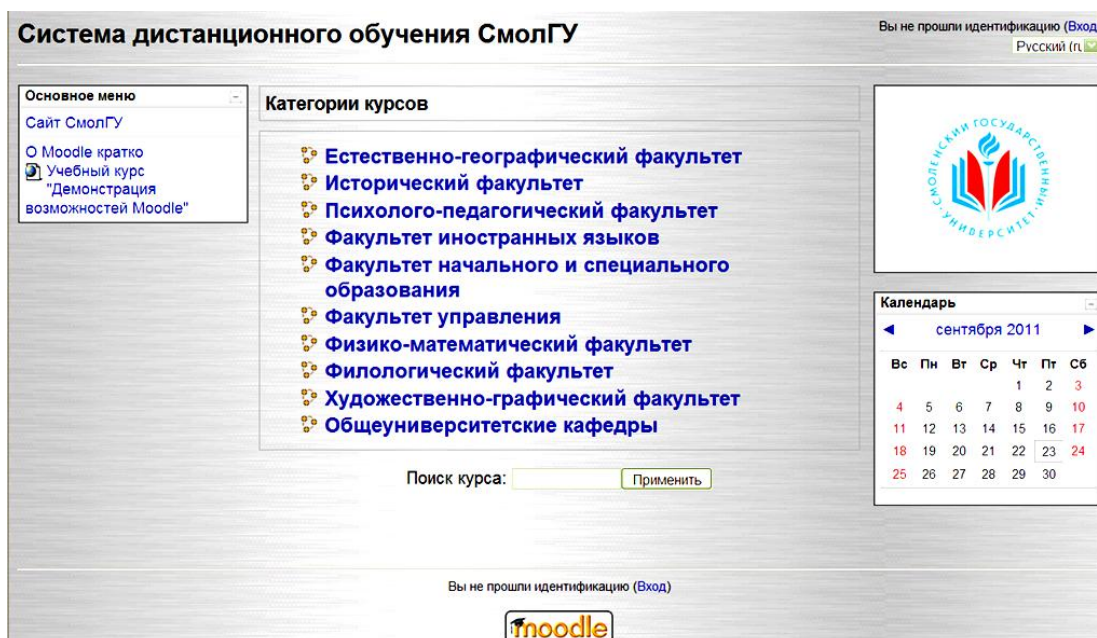 Система дистанционного обучения СмолГУ
Вы не прошли идентификацию (Вход
Русский (ru
Основное меню
Сайт СмолГУ
О Moodle кратко
Учебный курс
"Демонстрация
возможностей Moodle"
Категории курсов
Естественно-географический факультет
Исторический факультет
Психолого-педагогический факультет
Факультет иностранных языков
Факультет начального и специального
образования
Факультет управления
Физико-математический факультет
Филологический факультет
Художественно-графический факультет
Общеуниверситетские кафедры
Поиск курса:
Применить
СМОЛЕНСКИЙ ГОСУДАРСТВЕННЫЙ УНИВЕРСИТЕТ
Календарь
сентября 2011
Вс Пн Вт Ср Чт Пт Сб
1 2 3
4 5 6 7 8 9 10
11 12 13 14 15 16 17
18 19 20 21 22 23 24
25 26 27 28 29 30
Вы не прошли идентификацию (Вход)
moodle